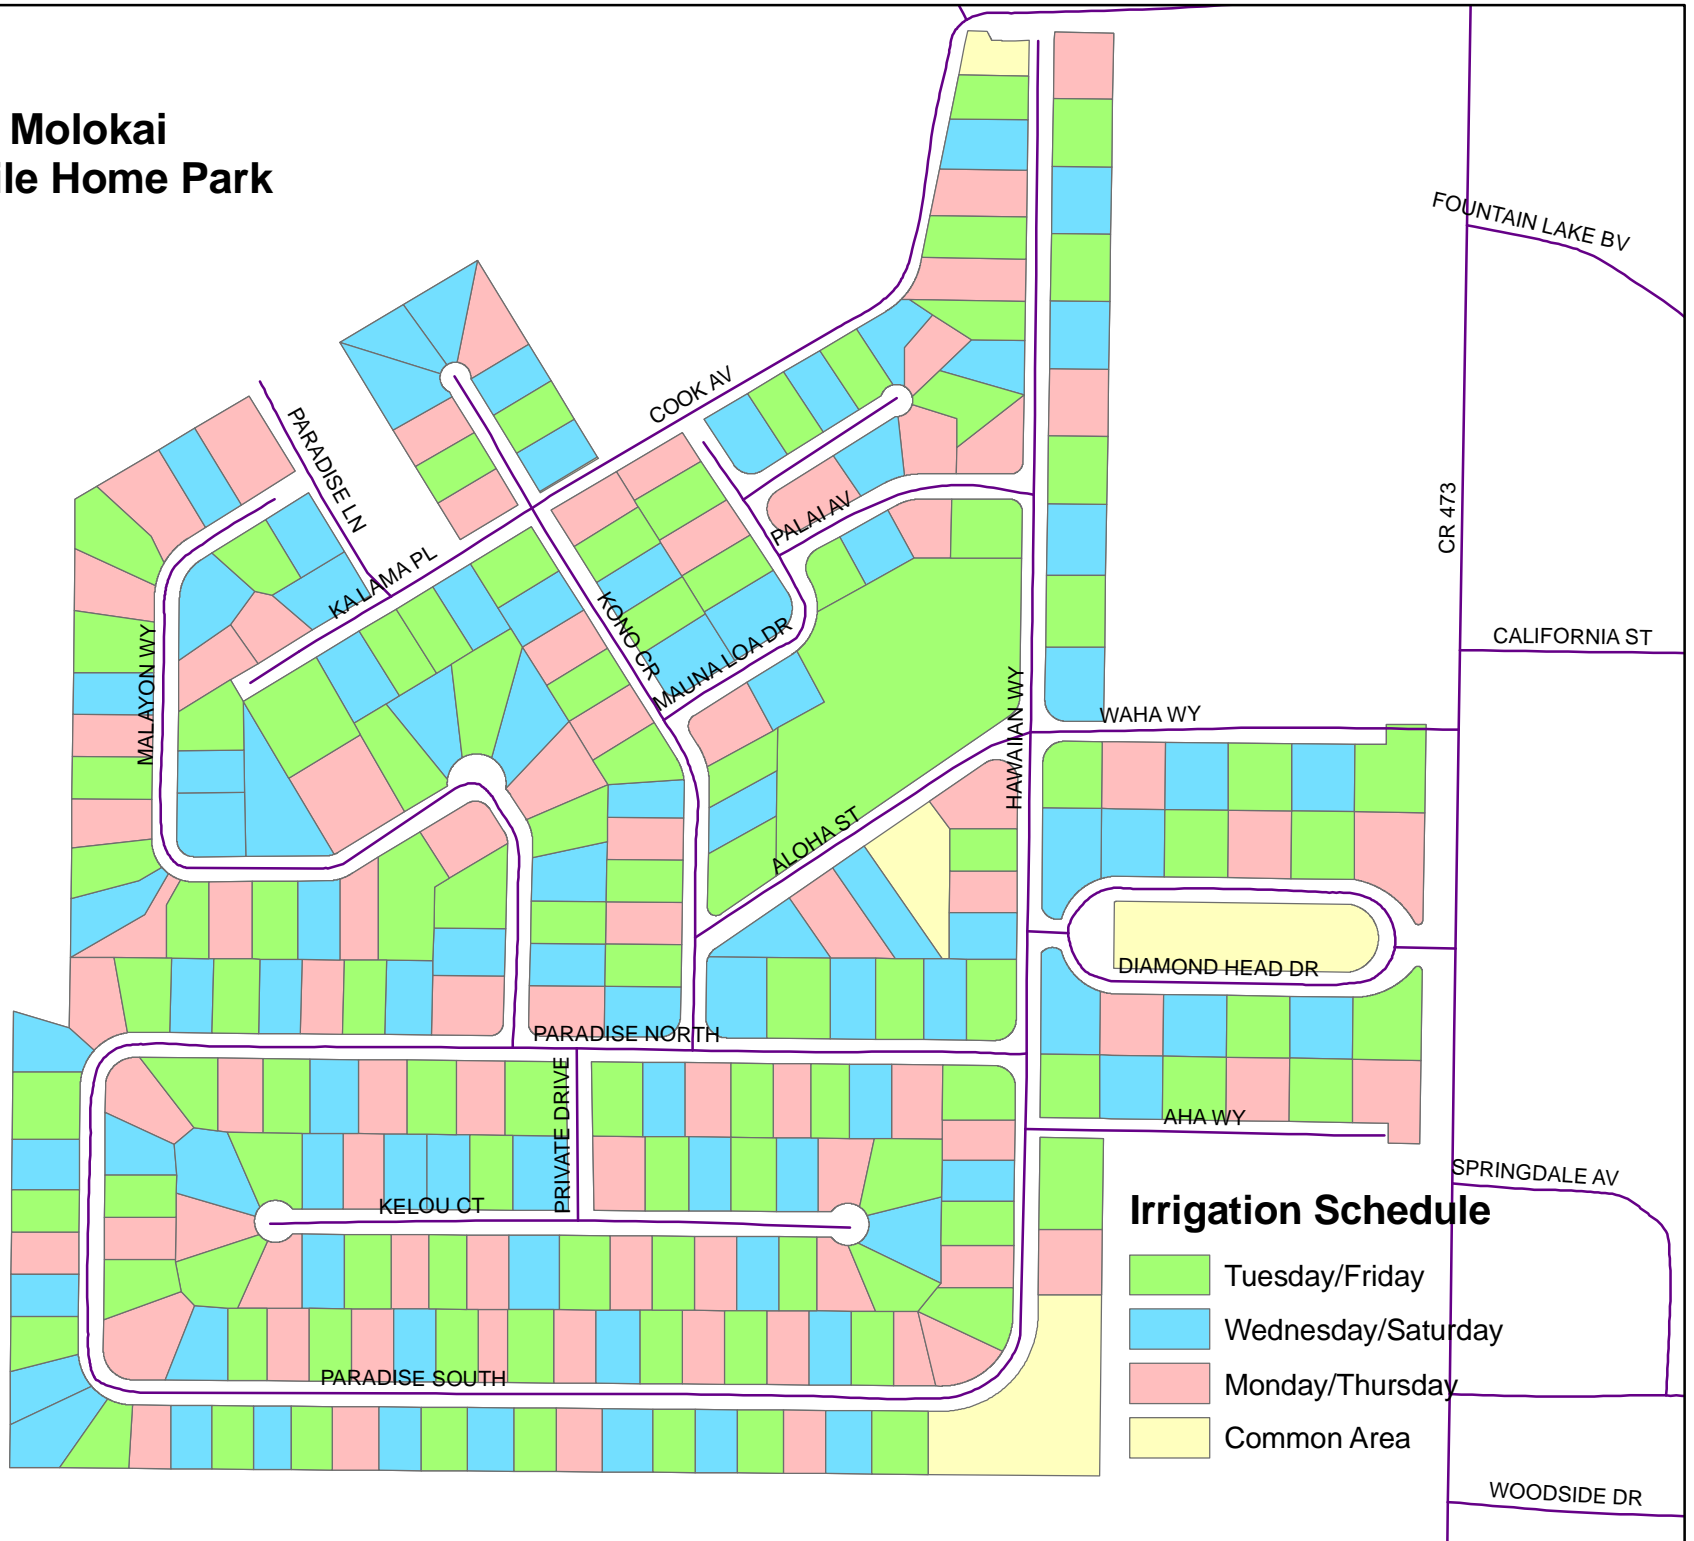 Molokai
ile Home Park
FOUNTAIN LAKE BV
COOK AV
PARADISE LN
PALAI AV
CR 473
KA LAMA PL
KONO CR
CALIFORNIA ST
MALAYON WY
MAUNA LOA DR
HAWAIIAN WY
WAHA WY
ALOHA ST
DIAMOND HEAD DR
PARADISE NORTH
PRIVATE DRIVE
AHA WY
SPRINGDALE AV
KELOU CT
Irrigation Schedule
Tuesday/Friday
Wednesday/Saturday
PARADISE SOUTH
Monday/Thursday
Common Area
WOODSIDE DR